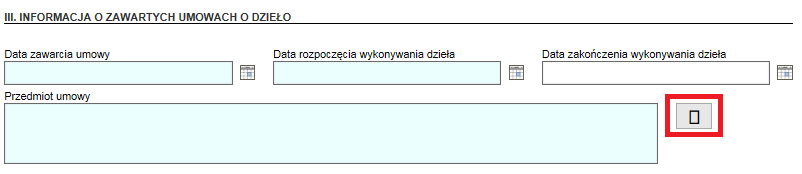 III. INFORMACJA O ZAWARTYCH UMOWACH O DZIEŁO
Data zawarcia umowy Data rozpoczęcia wykonywania dzieła Data zakończenia wykonywania dzieła
Przedmiot umowy